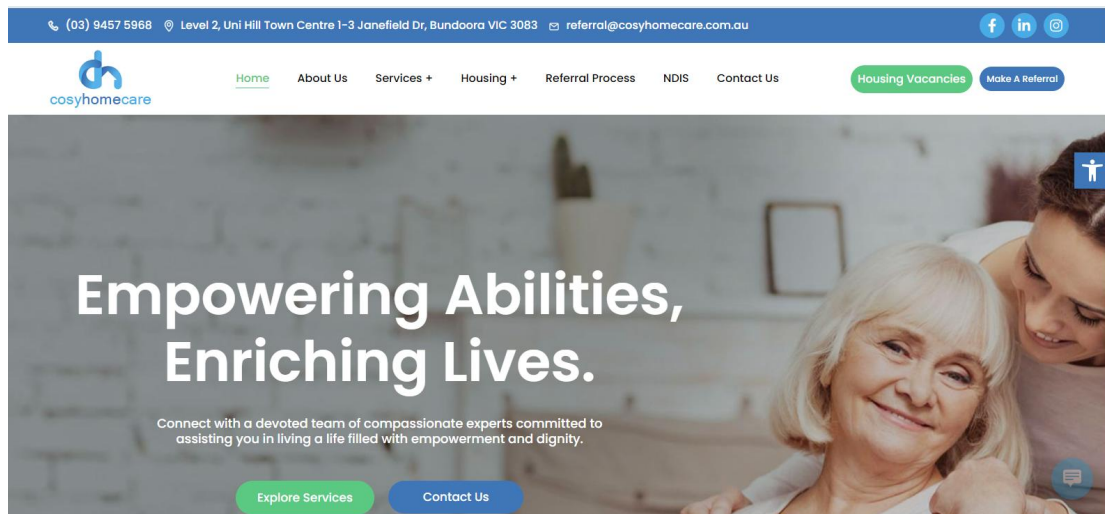 (03) 9457 5968 Level 2, Uni Hill Town Centre 1-3 Janefield Dr, Bundoora VIC 3083 referral@cosyhomecare.com.au
cosyhomecare
Home About Us Services + Housing + Referral Process NDIS Contact Us Housing Vacancies Make A Referral
Empowering Abilities,
Enriching Lives.
Connect with a devoted team of compassionate experts committed to
assisting you in living a life filled with empowerment and dignity.
Explore Services Contact Us